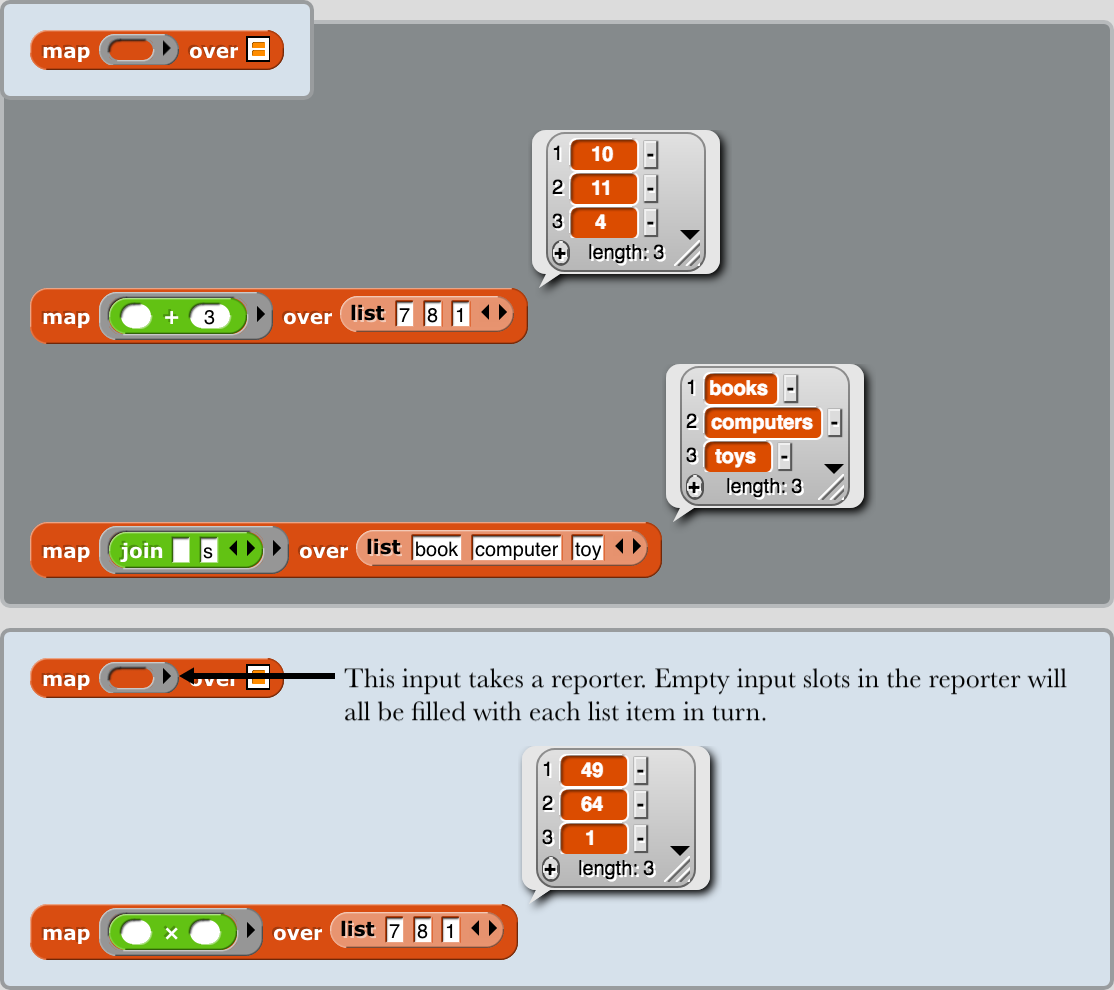 map over
1 10 -
2 11 -
3 4 -
+ length: 3
map + 3 over list 7 8 1
1 books -
2 computers -
3 toys -
+ length: 3
map join s over list book computer toy
map over
This input takes a reporter. Empty input slots in the reporter will
all be filled with each list item in turn.
1 49 -
2 64 -
3 1 -
+ length: 3
map × over list 7 8 1